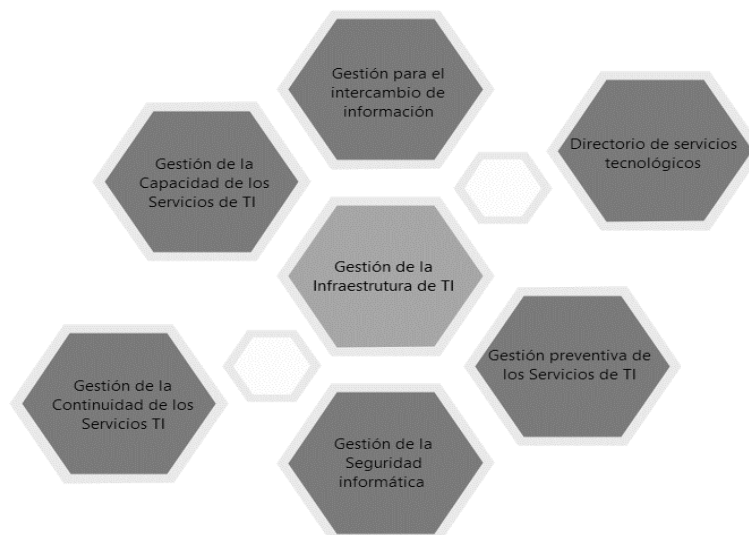 Gestión para el
intercambio de
información
Directorio de servicios
tecnológicos
Gestión de la
Capacidad de los
Servicios de TI
Gestión de la
Infraestrutura de TI
Gestión preventiva de
los Servicios de TI
Gestión de la
Continuidad de los
Servicios TI
Gestión de la
Seguridad
informática